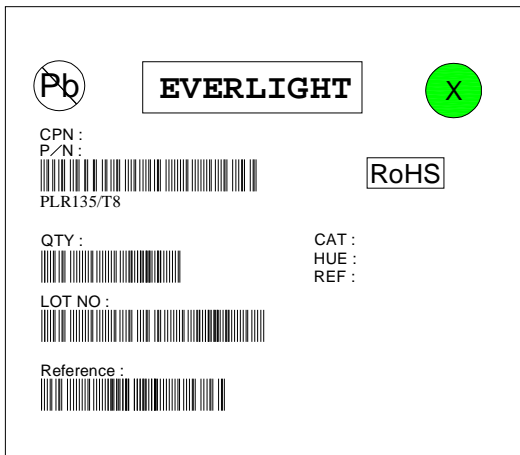 Pb
EVERLIGHT
X
CPN :
P/N :
PLR135/T8
RoHS
QTY :
CAT :
HUE :
REF :
LOT NO :
Reference :